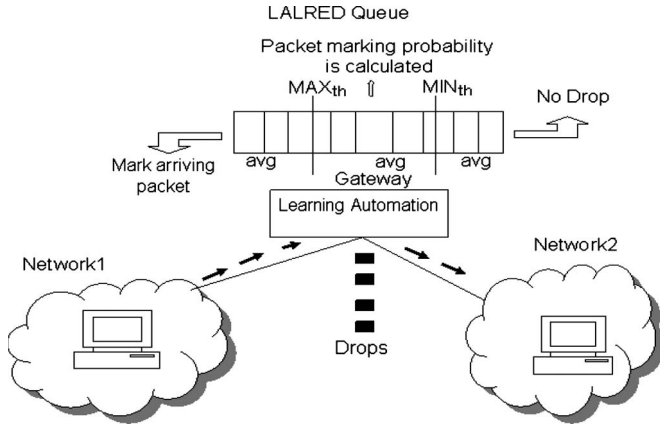 LALRED Queue
Packet marking probability
is calculated
MAXth
MINth
No Drop
Mark arriving
packet
avg
avg
avg
Gateway
Learning Automation
Network1
Network2
Drops